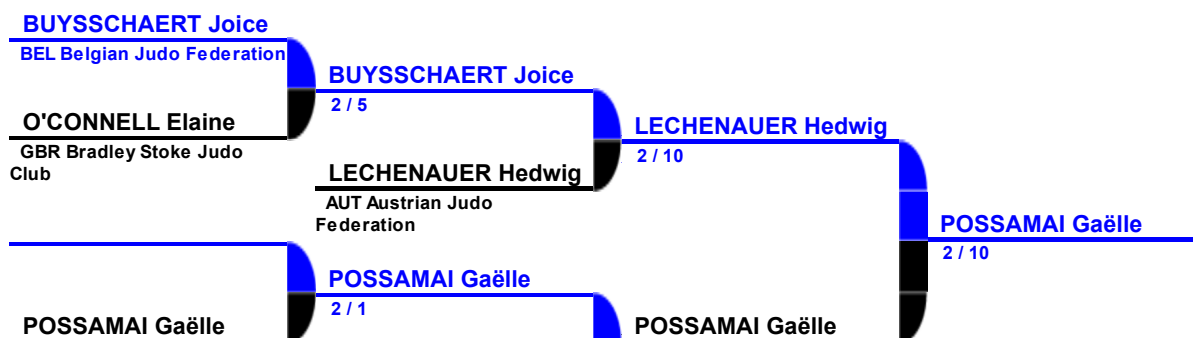 BUYSSCHAERT Joice
BEL Belgian Judo Federation
BUYSSCHAERT Joice
2 / 5
O'CONNELL Elaine
GBR Bradley Stoke Judo
Club
LECHENAUER Hedwig
2 / 10
LECHENAUER Hedwig
AUT Austrian Judo
Federation
POSSAMAI Gaëlle
2 / 10
POSSAMAI Gaëlle
2 / 1
POSSAMAI Gaëlle
POSSAMAI Gaëlle